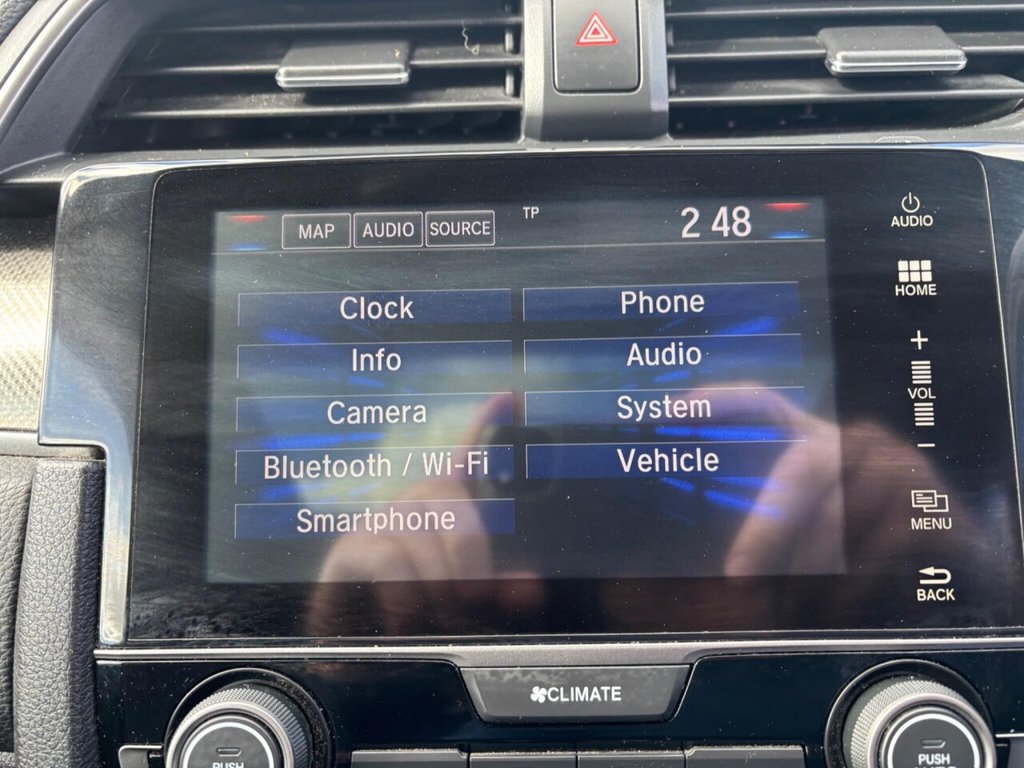 MAP AUDIO SOURCE TP 2 48
AUDIO
HOME
Clock Phone
Info Audio
Camera System
Bluetooth / Wi-Fi Vehicle
Smartphone
+
VOL
-
MENU
BACK
CLIMATE
PUSH
PUSH